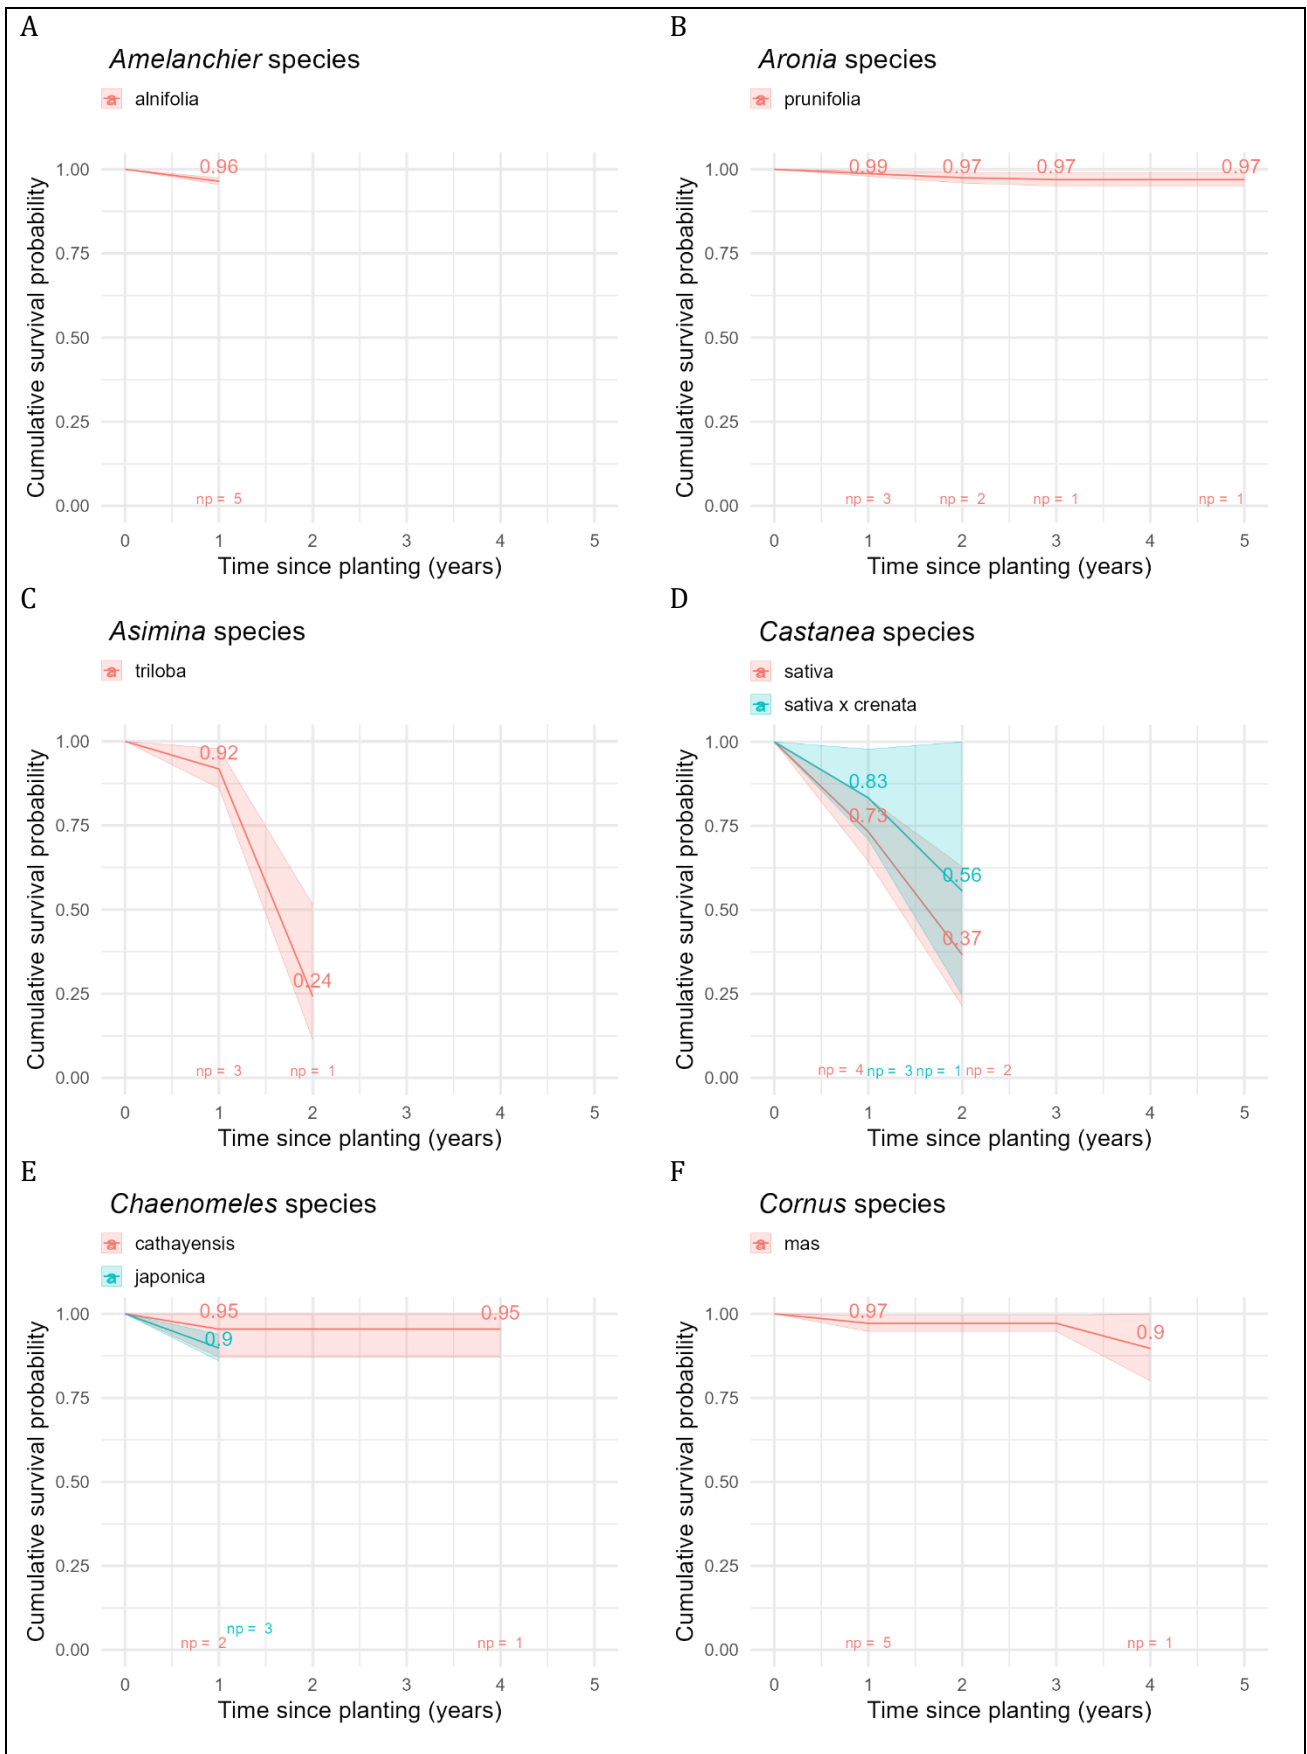 A
Amelanchier species
a alnifolia
Cumulative survival probability
1.00
0.75
0.50
0.25
0.00
0.96
np = 5
0 1 2 3 4 5
Time since planting (years)
B
Aronia species
a prunifolia
Cumulative survival probability
1.00
0.75
0.50
0.25
0.00
0.99 0.97 0.97 0.97
np = 3 np = 2 np = 1 np = 1
0 1 2 3 4 5
Time since planting (years)
C
Asimina species
a triloba
Cumulative survival probability
1.00
0.75
0.50
0.25
0.00
0.92
0.24
np = 3 np = 1
0 1 2 3 4 5
Time since planting (years)
D
Castanea species
a sativa
a sativa x crenata
Cumulative survival probability
1.00
0.75
0.50
0.25
0.00
0.83
0.73
0.56
0.37
np = 4 np = 3 np = 1 np = 2
0 1 2 3 4 5
Time since planting (years)
E
Chaenomeles species
a cathayensis
a japonica
Cumulative survival probability
1.00
0.75
0.50
0.25
0.00
0.95 0.95
0.9
np = 3
np = 2 np = 1
0 1 2 3 4 5
Time since planting (years)
F
Cornus species
a mas
Cumulative survival probability
1.00
0.75
0.50
0.25
0.00
0.97
0.9
np = 5 np = 1
0 1 2 3 4 5
Time since planting (years)